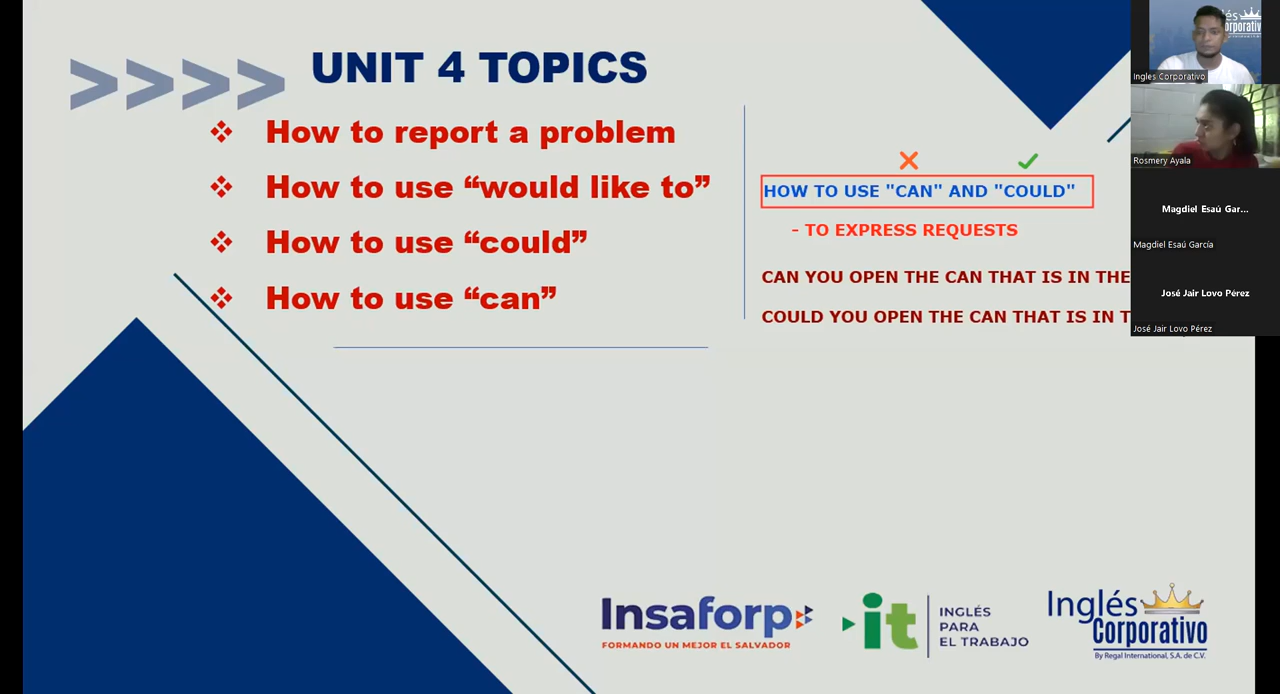 UNIT 4 TOPICS
How to report a problem
How to use “would like to”
How to use “could”
How to use “can”
HOW TO USE "CAN" AND "COULD"
- TO EXPRESS REQUESTS
CAN YOU OPEN THE CAN THAT IS IN THE
COULD YOU OPEN THE CAN THAT IS IN T
Ingles Corporativo
Rosmery Ayala
Magdiel Esaú Gar...
Magdiel Esaú García
José Jair Lovo Pérez
José Jair Lovo Pérez
Insaforp
FORMANDO UN MEJOR EL SALVADOR
it
INGLÉS
PARA
EL TRABAJO
Inglés
Corporativo
By Regal International, S.A. de C.V.